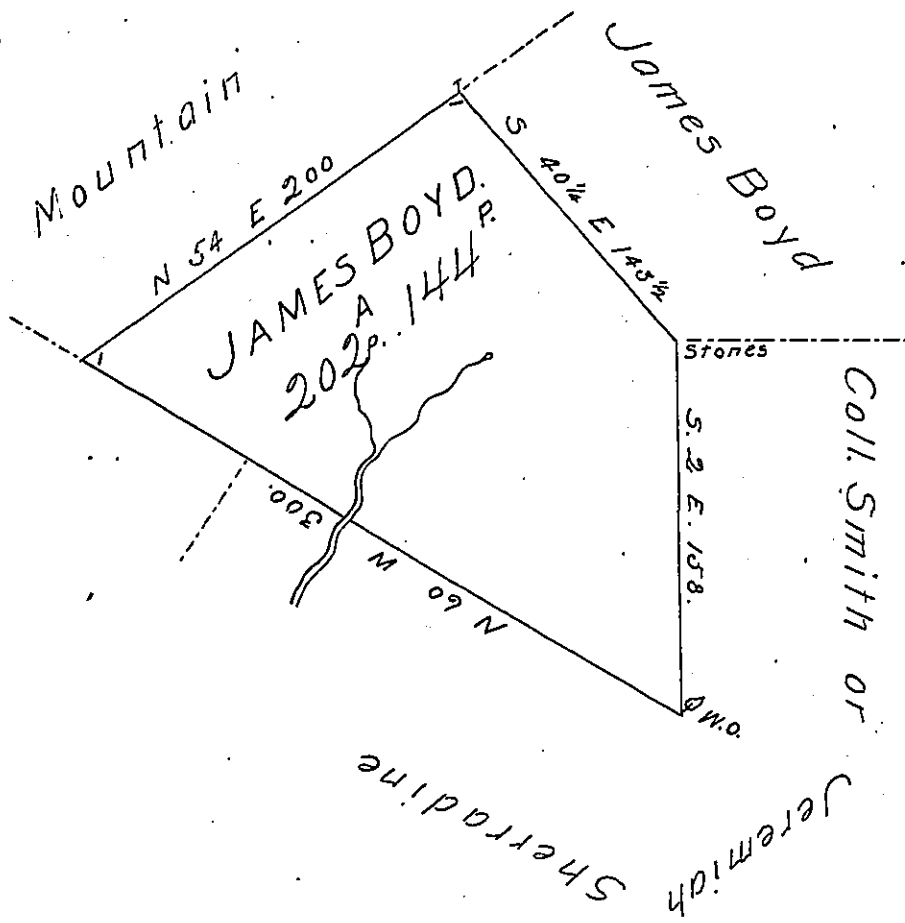 Mountain
James Boyd
N 54 E 200
S 40¼ E 143½
JAMES BOYD.
A P.
202 P..144
Stones
S. 2 E. 158.
Coll. Smith or
Jeremiah
Sherradine
N 60 W 300.
W.O.